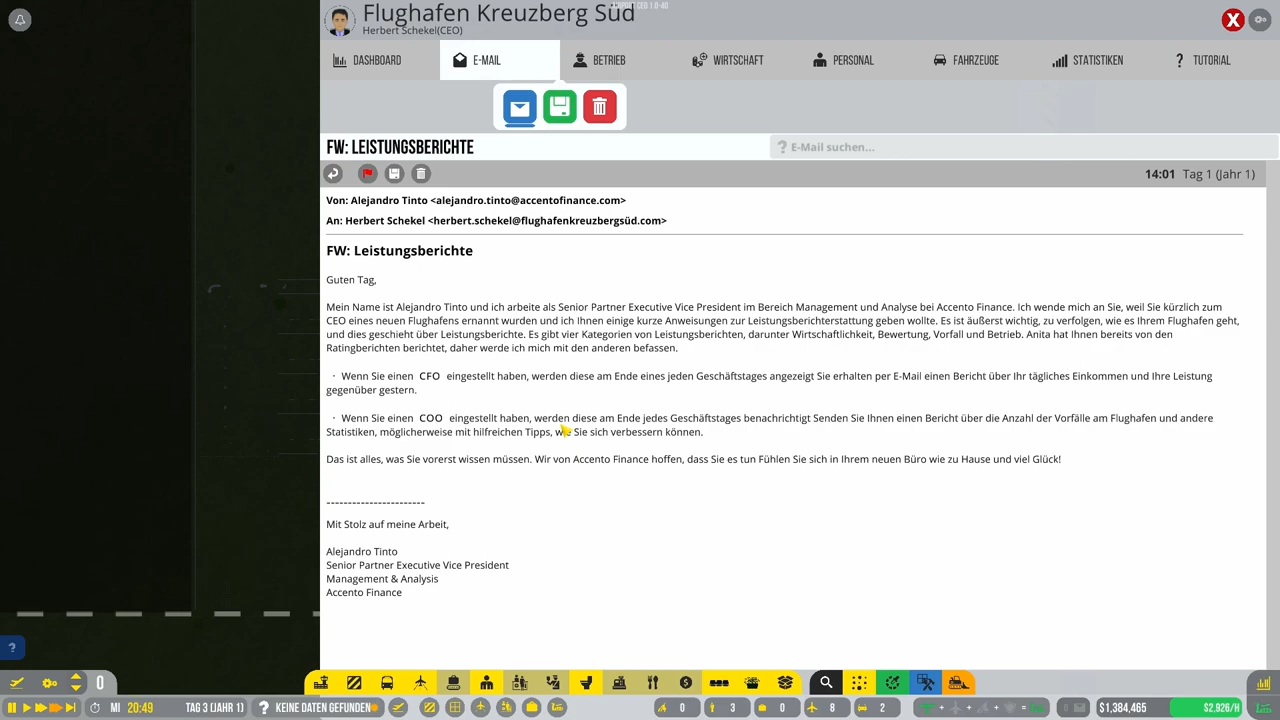 Flughafen Kreuzberg Süd
Herbert Schekel(CEO)
DASHBOARD
E-MAIL
BETRIEB
WIRTSCHAFT
PERSONAL
FAHRZEUGE
STATISTIKEN
TUTORIAL
FW: LEISTUNGSBERICHTE
E-Mail suchen...
14:01 Tag 1 (Jahr 1)
Von: Alejandro Tinto <alejandro.tinto@accentofinance.com>
An: Herbert Schekel <herbert.schekel@flughafenkreuzbergsüd.com>
FW: Leistungsberichte
Guten Tag,
Mein Name ist Alejandro Tinto und ich arbeite als Senior Partner Executive Vice President im Bereich Management und Analyse bei Accento Finance. Ich wende mich an Sie, weil Sie kürzlich zum
CEO eines neuen Flughafens ernannt wurden und ich Ihnen einige kurze Anweisungen zur Leistungsberichterstattung geben wollte. Es ist äußerst wichtig, zu verfolgen, wie es Ihrem Flughafen geht,
und dies geschieht über Leistungsberichte. Es gibt vier Kategorien von Leistungsberichten, darunter Wirtschaftlichkeit, Bewertung, Vorfall und Betrieb. Anita hat Ihnen bereits von den
Ratingberichten berichtet, daher werde ich mich mit den anderen befassen.
· Wenn Sie einen CFO eingestellt haben, werden diese am Ende eines jeden Geschäftstages angezeigt Sie erhalten per E-Mail einen Bericht über Ihr tägliches Einkommen und Ihre Leistung
gegenüber gestern.
· Wenn Sie einen COO eingestellt haben, werden diese am Ende jedes Geschäftstages benachrichtigt Senden Sie Ihnen einen Bericht über die Anzahl der Vorfälle am Flughafen und andere
Statistiken, möglicherweise mit hilfreichen Tipps, wie Sie sich verbessern können.
Das ist alles, was Sie vorerst wissen müssen. Wir von Accento Finance hoffen, dass Sie es tun Fühlen Sie sich in Ihrem neuen Büro wie zu Hause und viel Glück!
-----------------------
Mit Stolz auf meine Arbeit,
Alejandro Tinto
Senior Partner Executive Vice President
Management & Analysis
Accento Finance
0
MI 20:49 TAG 3 (JAHR 1)
KEINE DATEN GEFUNDEN
0
3
0
8
2
0
$1,384,465
$2,926/H